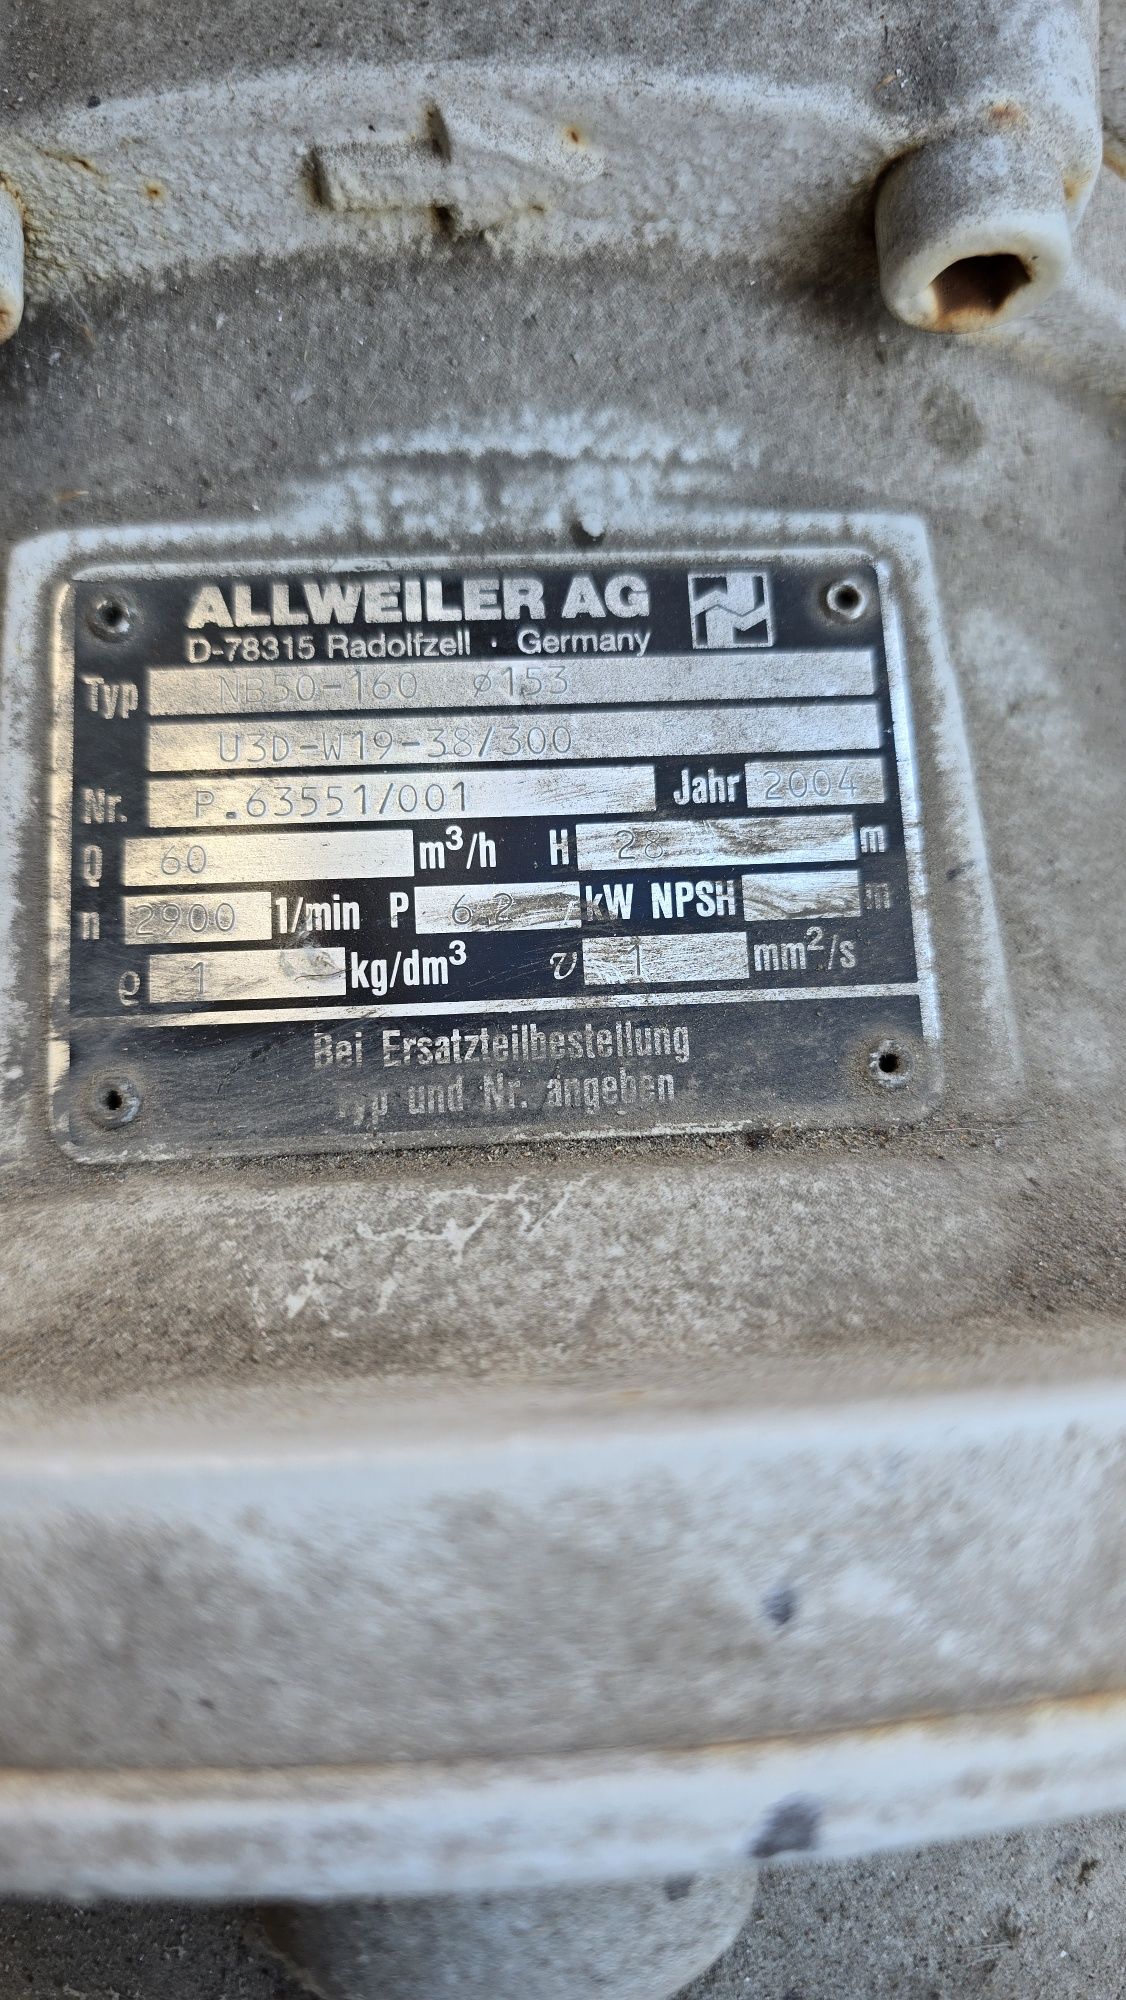 ALLWEILER AG
D-78315 Radolfzell · Germany
Typ NB50-160 ø153
U3D-W19-38/300
Nr. P.63551/001 Jahr 2004
Q 60 m³/h H 28 m
n 2900 1/min P 6.2 kW NPSH m
ϱ 1 kg/dm³ v 1 mm²/s
Bei Ersatzteilbestellung
Typ und Nr. angeben